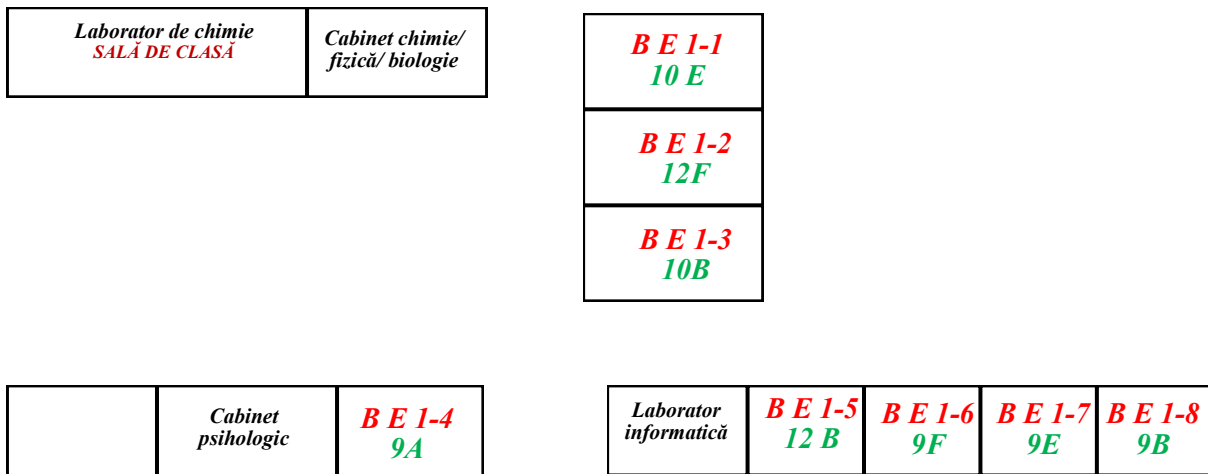 Laborator de chimie
SALĂ DE CLASĂ
Cabinet chimie/
fizică/ biologie
B E 1-1
10 E
B E 1-2
12F
B E 1-3
10B
Cabinet
psihologic
B E 1-4
9A
Laborator
informatică
B E 1-5
12 B
B E 1-6
9F
B E 1-7
9E
B E 1-8
9B